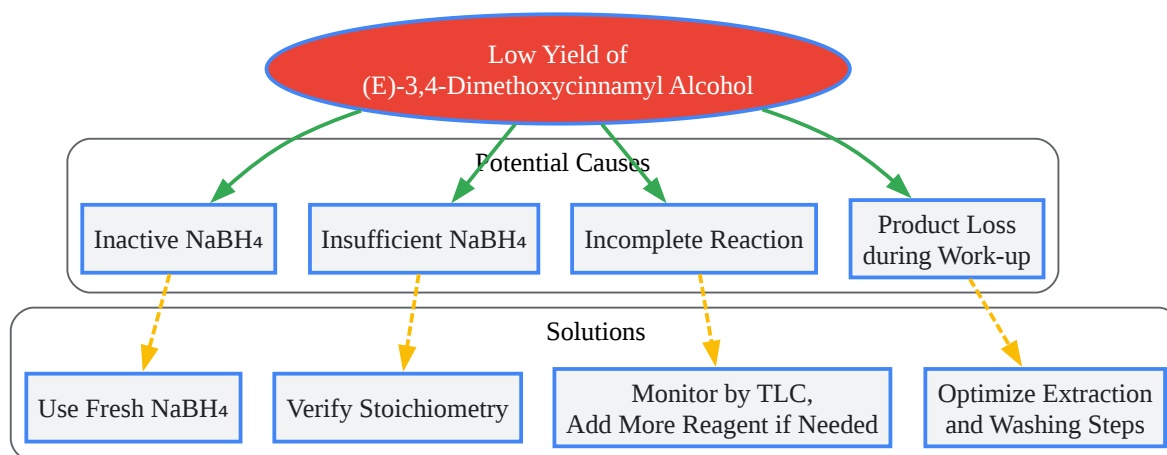 Low Yield of
(E)-3,4-Dimethoxycinnamyl Alcohol
Potential Causes
Inactive NaBH₄
Insufficient NaBH₄
Incomplete Reaction
Product Loss
during Work-up
Solutions
Use Fresh NaBH₄
Verify Stoichiometry
Monitor by TLC,
Add More Reagent if Needed
Optimize Extraction
and Washing Steps